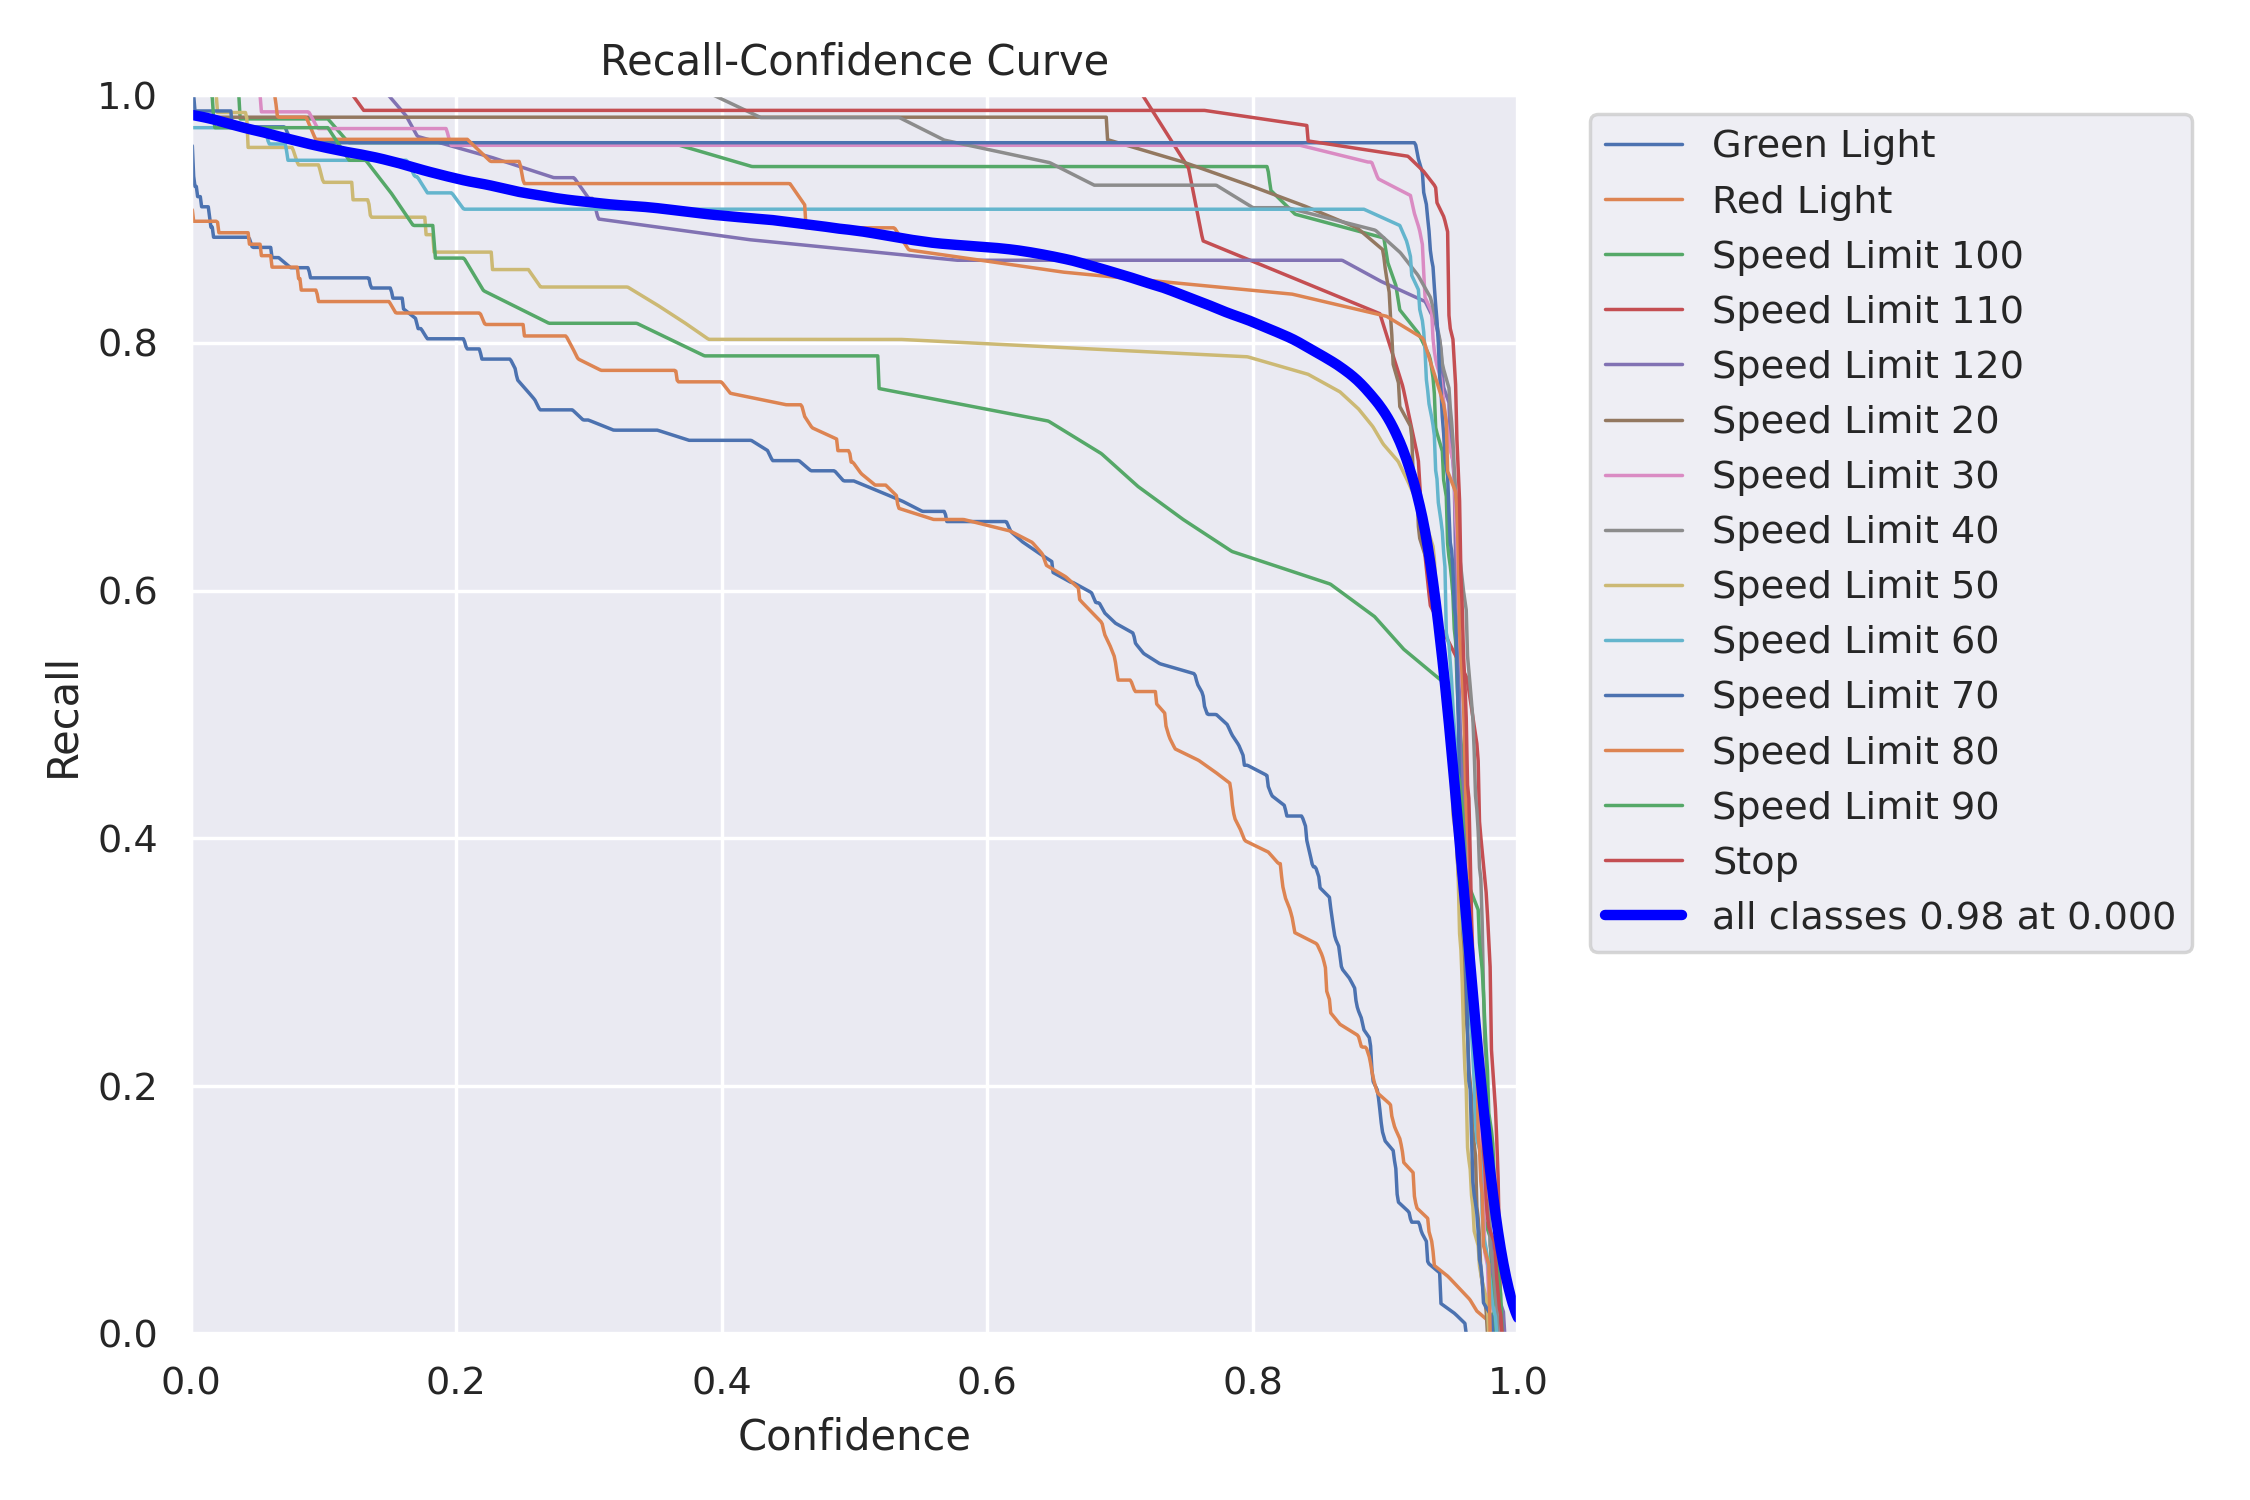 Recall-Confidence Curve
1.0
0.8
0.6
0.4
0.2
0.0
Recall
0.0 0.2 0.4 0.6 0.8 1.0
Confidence
Green Light
Red Light
Speed Limit 100
Speed Limit 110
Speed Limit 120
Speed Limit 20
Speed Limit 30
Speed Limit 40
Speed Limit 50
Speed Limit 60
Speed Limit 70
Speed Limit 80
Speed Limit 90
Stop
all classes 0.98 at 0.000